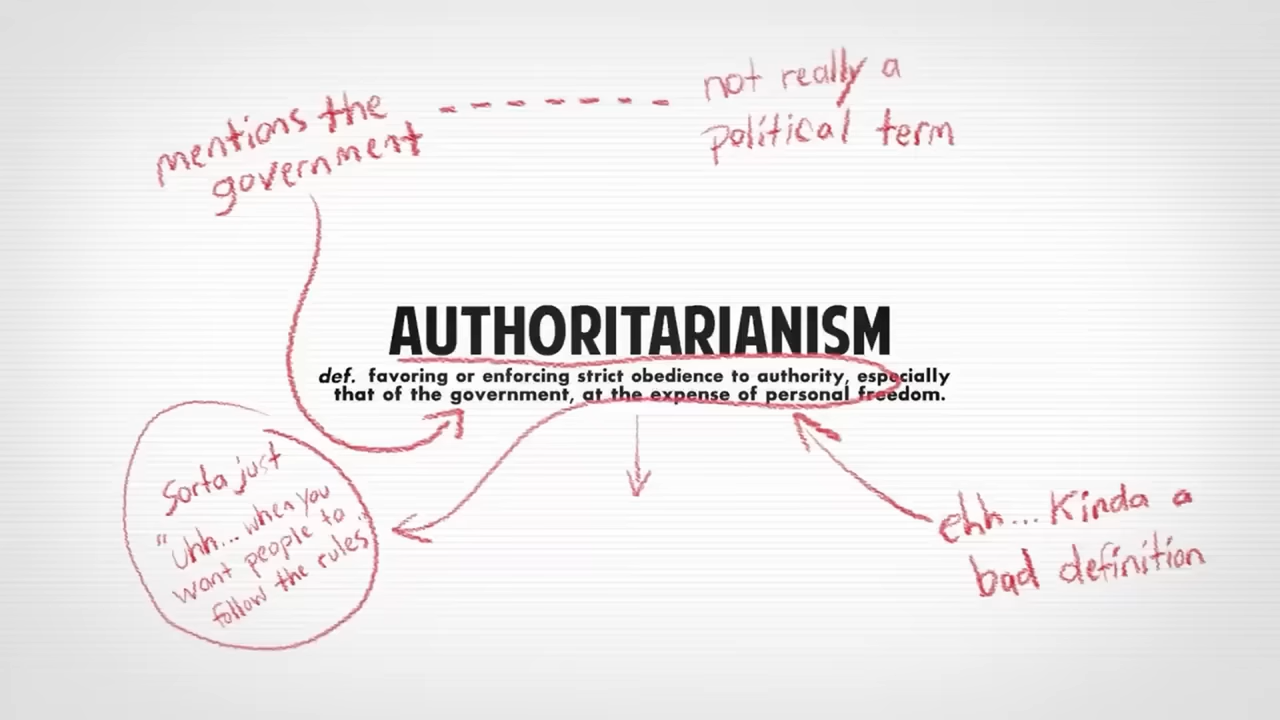 mentions the
government
not really a
political term
AUTHORITARIANISM
def. favoring or enforcing strict obedience to authority, especially
that of the government, at the expense of personal freedom.
Sorta just
"Uhh... when you
want people to
follow the rules"
ehh... Kinda a
bad definition